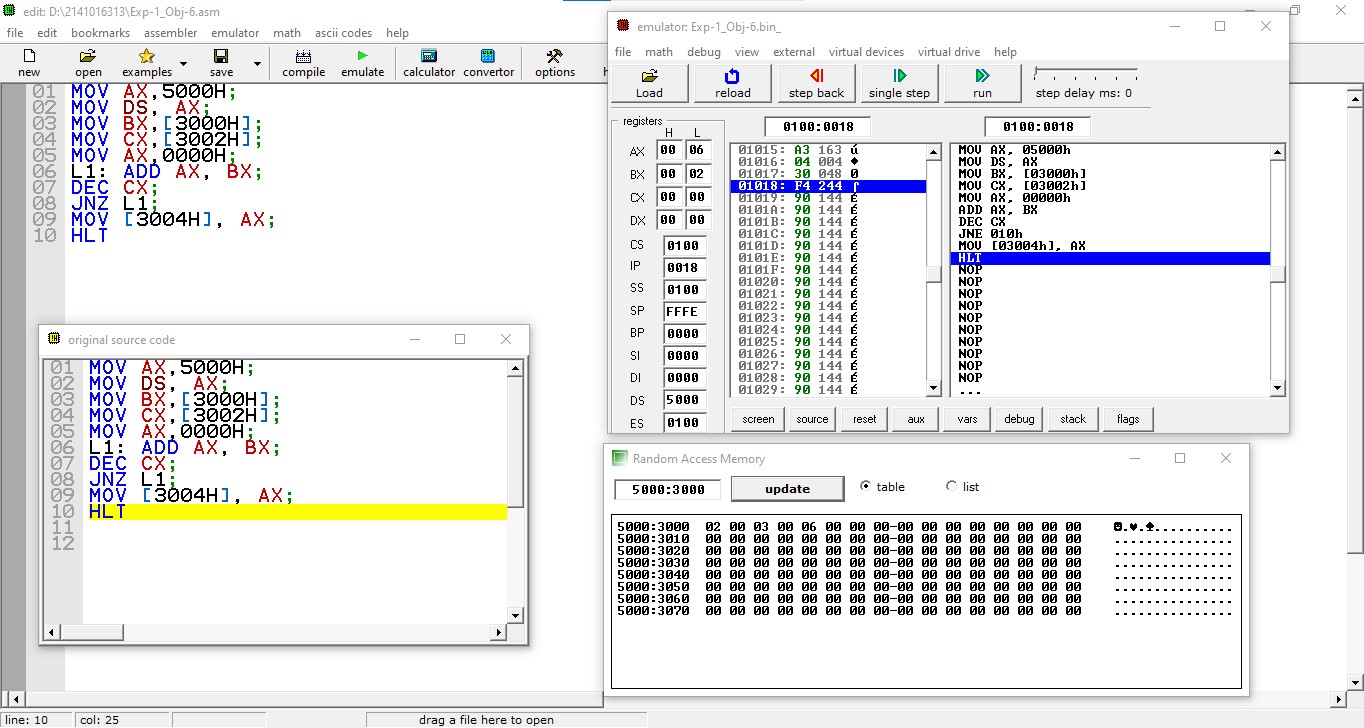 edit: D:\2141016313\Exp-1_Obj-6.asm
file edit bookmarks assembler emulator math ascii codes help
new open examples save compile emulate calculator convertor options h
01 MOV AX,5000H;
02 MOV DS, AX;
03 MOV BX,[3000H];
04 MOV CX,[3002H];
05 MOV AX,0000H;
06 L1: ADD AX, BX;
07 DEC CX;
08 JNZ L1;
09 MOV [3004H], AX;
10 HLT
original source code
01 MOV AX,5000H;
02 MOV DS, AX;
03 MOV BX,[3000H];
04 MOV CX,[3002H];
05 MOV AX,0000H;
06 L1: ADD AX, BX;
07 DEC CX;
08 JNZ L1;
09 MOV [3004H], AX;
10 HLT
11
12
emulator: Exp-1_Obj-6.bin_
file math debug view external virtual devices virtual drive help
Load reload step back single step run step delay ms: 0
registers
H L
AX 00 06
BX 00 02
CX 00 00
DX 00 00
CS 0100
IP 0018
SS 0100
SP FFFE
BP 0000
SI 0000
DI 0000
DS 5000
ES 0100
0100:0018 0100:0018
01015: A3 163 ú
01016: 04 004 ♦
01017: 30 048 0
01018: F4 244 ⌠
01019: 90 144 É
0101A: 90 144 É
0101B: 90 144 É
0101C: 90 144 É
0101D: 90 144 É
0101E: 90 144 É
0101F: 90 144 É
01020: 90 144 É
01021: 90 144 É
01022: 90 144 É
01023: 90 144 É
01024: 90 144 É
01025: 90 144 É
01026: 90 144 É
01027: 90 144 É
01028: 90 144 É
01029: 90 144 É
MOV AX, 05000h
MOV DS, AX
MOV BX, [03000h]
MOV CX, [03002h]
MOV AX, 00000h
ADD AX, BX
DEC CX
JNE 010h
MOV [03004h], AX
HLT
NOP
NOP
NOP
NOP
NOP
NOP
NOP
NOP
NOP
NOP
...
screen source reset aux vars debug stack flags
Random Access Memory
5000:3000 update table list
5000:3000 02 00 03 00 06 00 00 00-00 00 00 00 00 00 00 00 ☻.♥.♠...........
5000:3010 00 00 00 00 00 00 00 00-00 00 00 00 00 00 00 00 ................
5000:3020 00 00 00 00 00 00 00 00-00 00 00 00 00 00 00 00 ................
5000:3030 00 00 00 00 00 00 00 00-00 00 00 00 00 00 00 00 ................
5000:3040 00 00 00 00 00 00 00 00-00 00 00 00 00 00 00 00 ................
5000:3050 00 00 00 00 00 00 00 00-00 00 00 00 00 00 00 00 ................
5000:3060 00 00 00 00 00 00 00 00-00 00 00 00 00 00 00 00 ................
5000:3070 00 00 00 00 00 00 00 00-00 00 00 00 00 00 00 00 ................
line: 10 col: 25 drag a file here to open